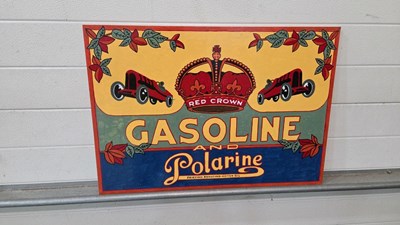 RED CROWN
GASOLINE
AND
Polarine